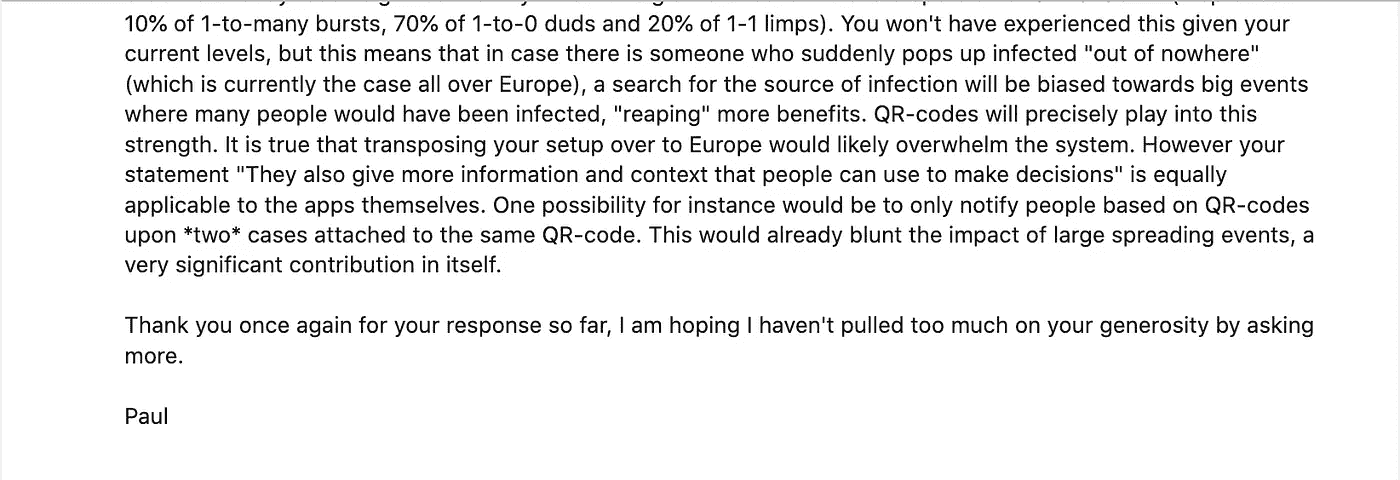 10% of 1-to-many bursts, 70% of 1-to-0 duds and 20% of 1-1 limps). You won't have experienced this given your
current levels, but this means that in case there is someone who suddenly pops up infected "out of nowhere"
(which is currently the case all over Europe), a search for the source of infection will be biased towards big events
where many people would have been infected, "reaping" more benefits. QR-codes will precisely play into this
strength. It is true that transposing your setup over to Europe would likely overwhelm the system. However your
statement "They also give more information and context that people can use to make decisions" is equally
applicable to the apps themselves. One possibility for instance would be to only notify people based on QR-codes
upon *two* cases attached to the same QR-code. This would already blunt the impact of large spreading events, a
very significant contribution in itself.
Thank you once again for your response so far, I am hoping I haven't pulled too much on your generosity by asking
more.
Paul